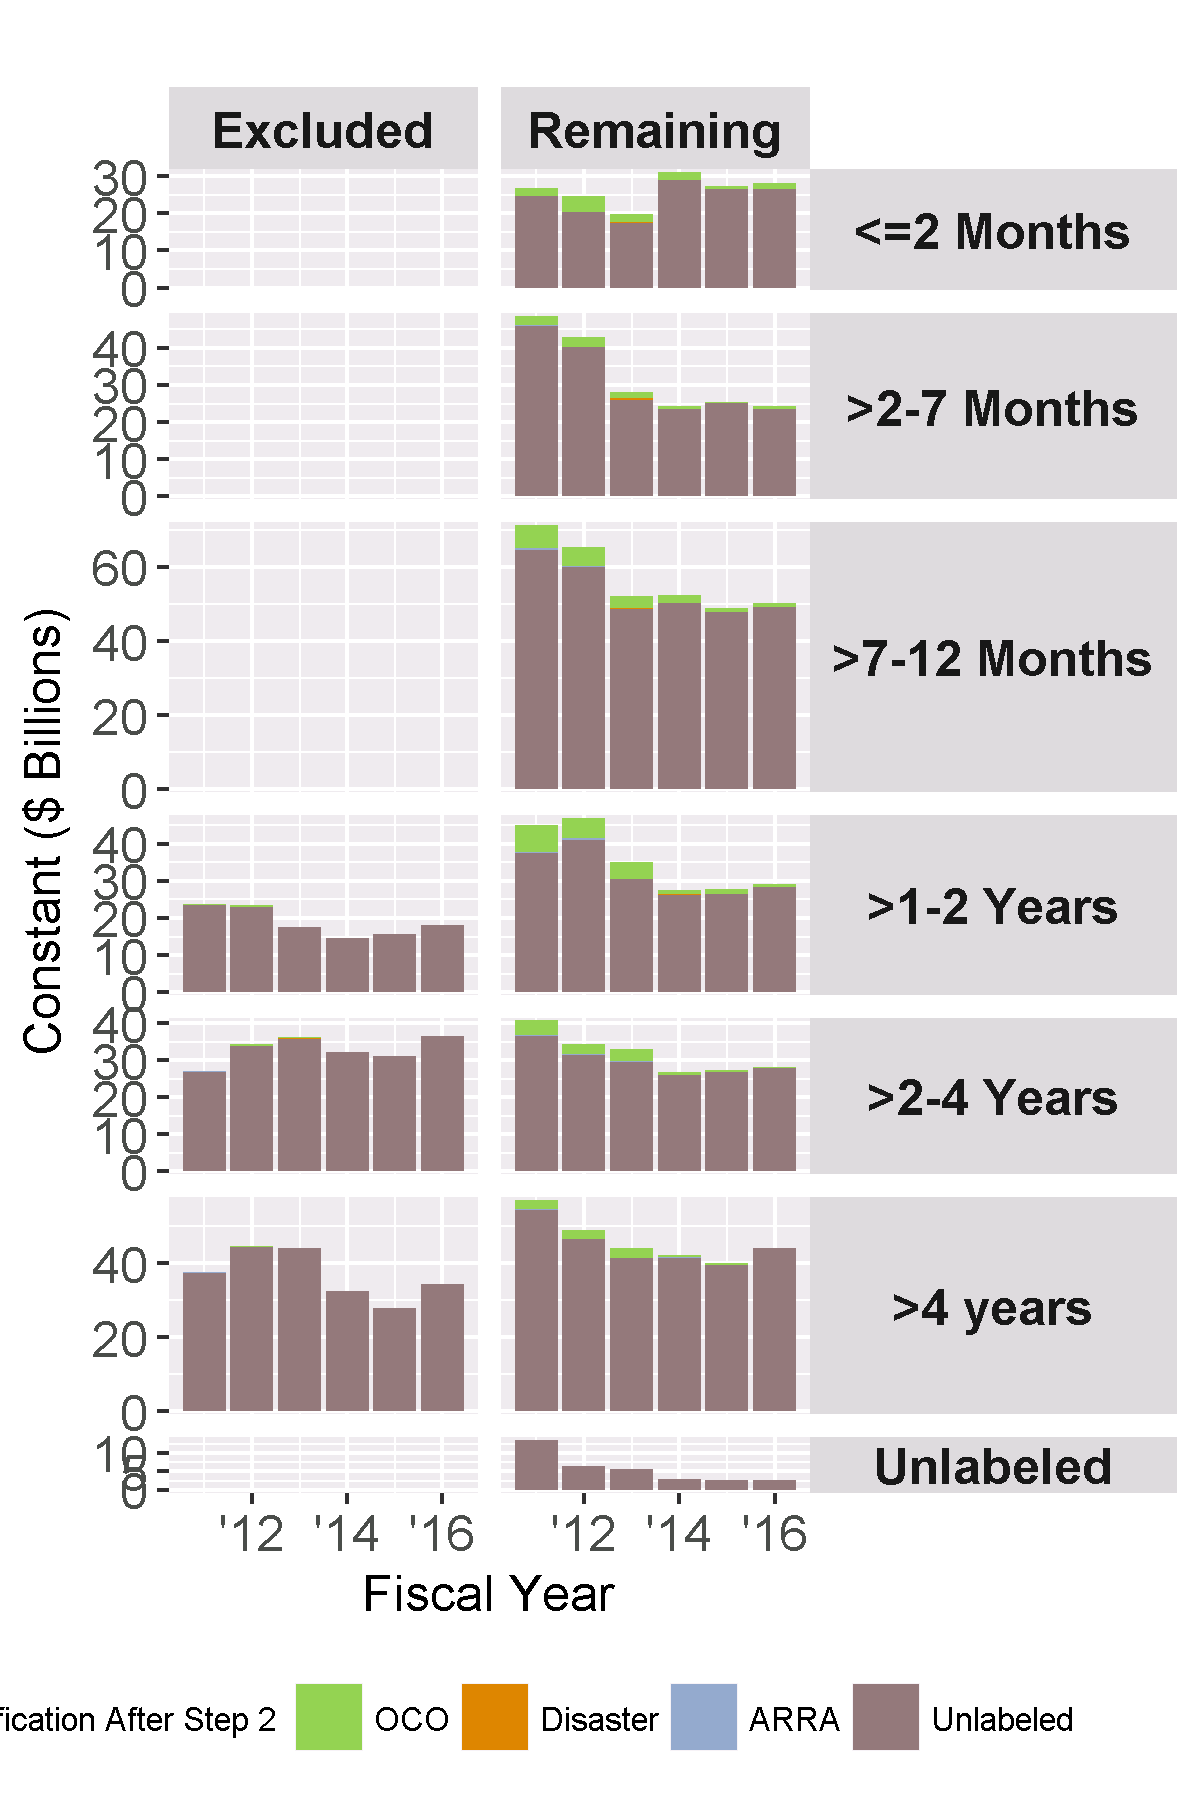 Excluded Remaining
30
20
10
0
<=2 Months
40
30
20
10
0
>2-7 Months
60
40
20
0
>7-12 Months
40
30
20
10
0
>1-2 Years
40
30
20
10
0
>2-4 Years
40
20
0
>4 years
10
5
0
Unlabeled
Constant ($ Billions)
'12 '14 '16 '12 '14 '16
Fiscal Year
fication After Step 2 OCO Disaster ARRA Unlabeled